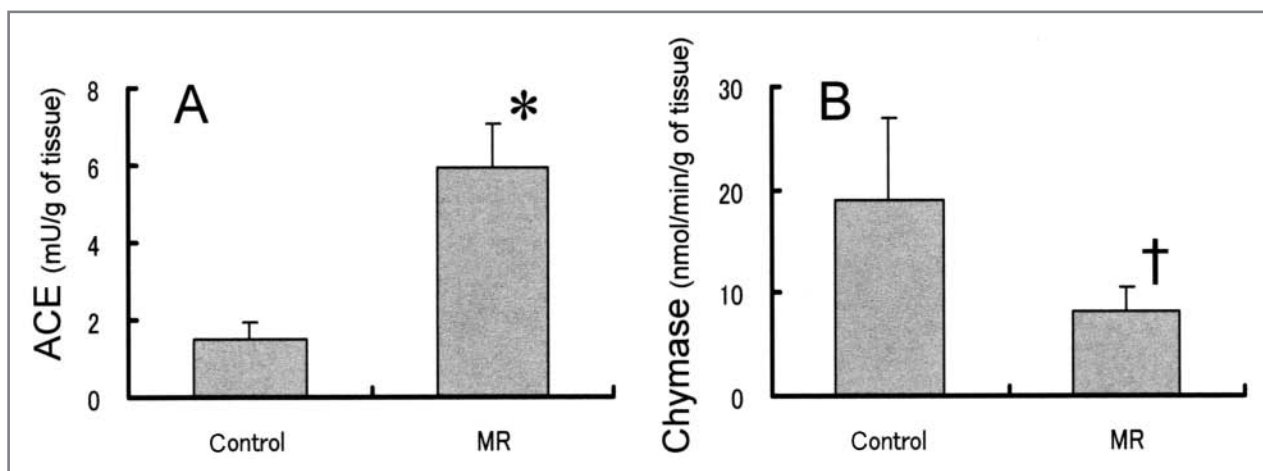 A
ACE (mU/g of tissue)
8
6
4
2
0
*
Control
MR
B
Chymase (nmol/min/g of tissue)
30
20
10
0
†
Control
MR